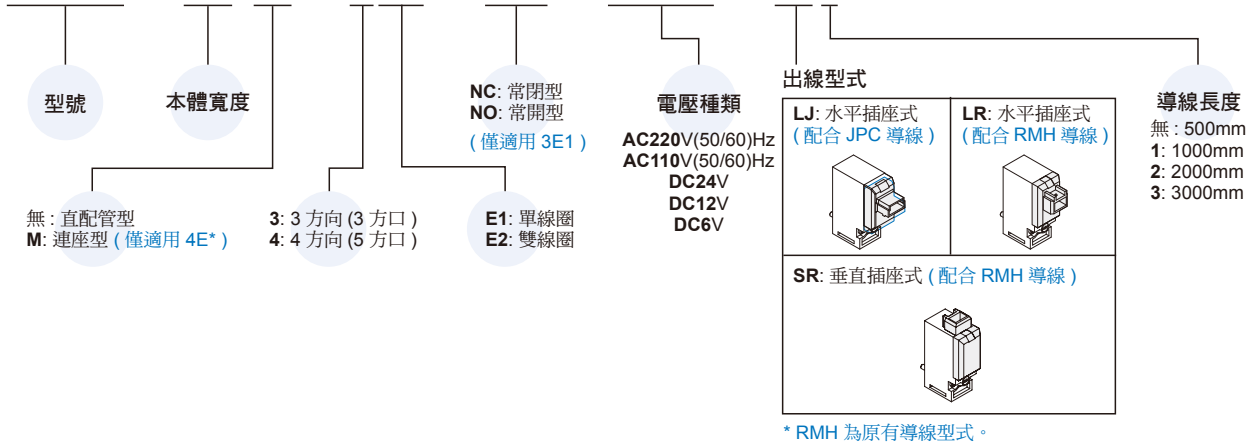 型號
本體寬度
無 : 直配管型
M: 連座型 ( 僅適用 4E* )
3: 3 方向 (3 方口 )
4: 4 方向 (5 方口 )
E1: 單線圈
E2: 雙線圈
NC: 常閉型
NO: 常開型
( 僅適用 3E1 )
電壓種類
AC220V(50/60)Hz
AC110V(50/60)Hz
DC24V
DC12V
DC6V
出線型式
LJ: 水平插座式
( 配合 JPC 導線 )
LR: 水平插座式
( 配合 RMH 導線 )
SR: 垂直插座式 ( 配合 RMH 導線 )
* RMH 為原有導線型式。
導線長度
無 : 500mm
1: 1000mm
2: 2000mm
3: 3000mm